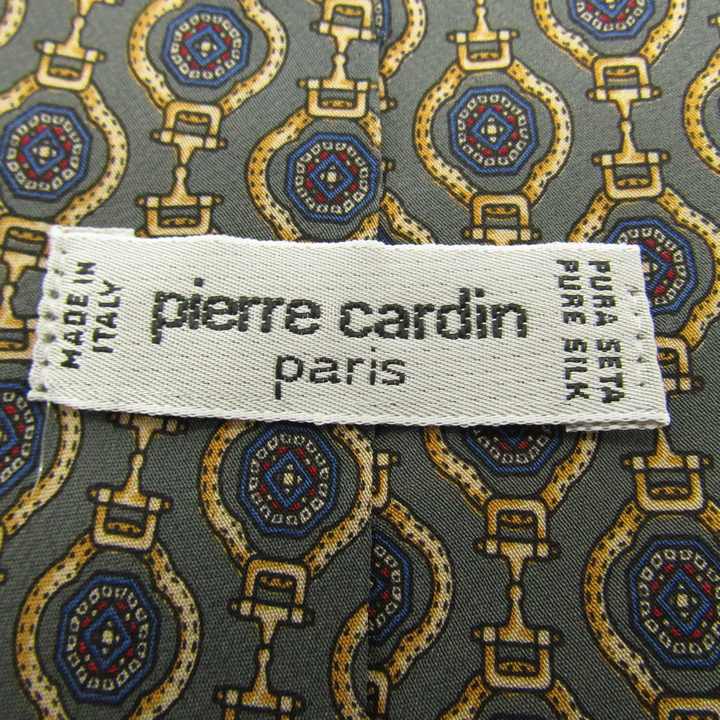 MADE IN
ITALY
pierre cardin
paris
PURA SETA
PURE SILK